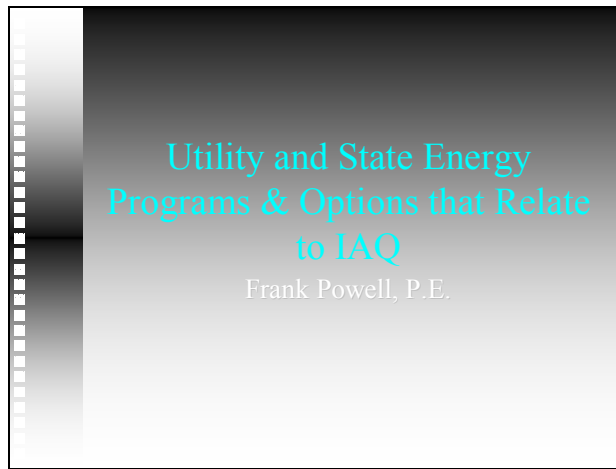 Utility and State Energy
Programs & Options that Relate
to IAQ
Frank Powell, P.E.